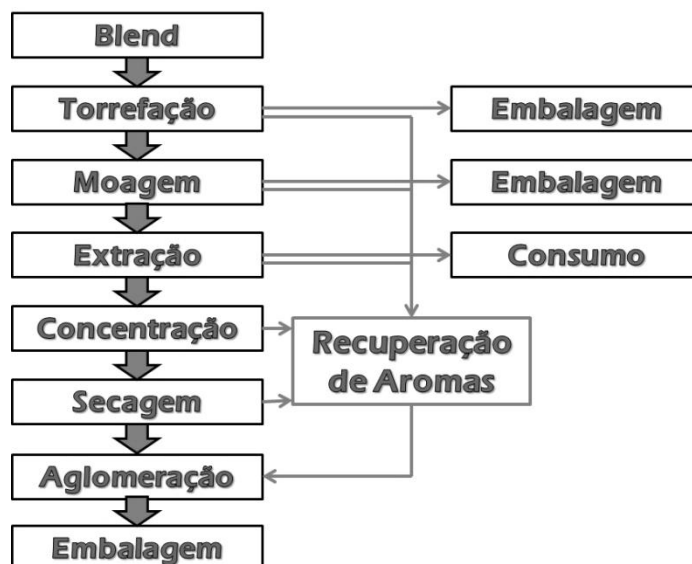 Blend
Torrefação
Embalagem
Moagem
Embalagem
Extração
Consumo
Concentração
Recuperação
de Aromas
Secagem
Aglomeração
Embalagem